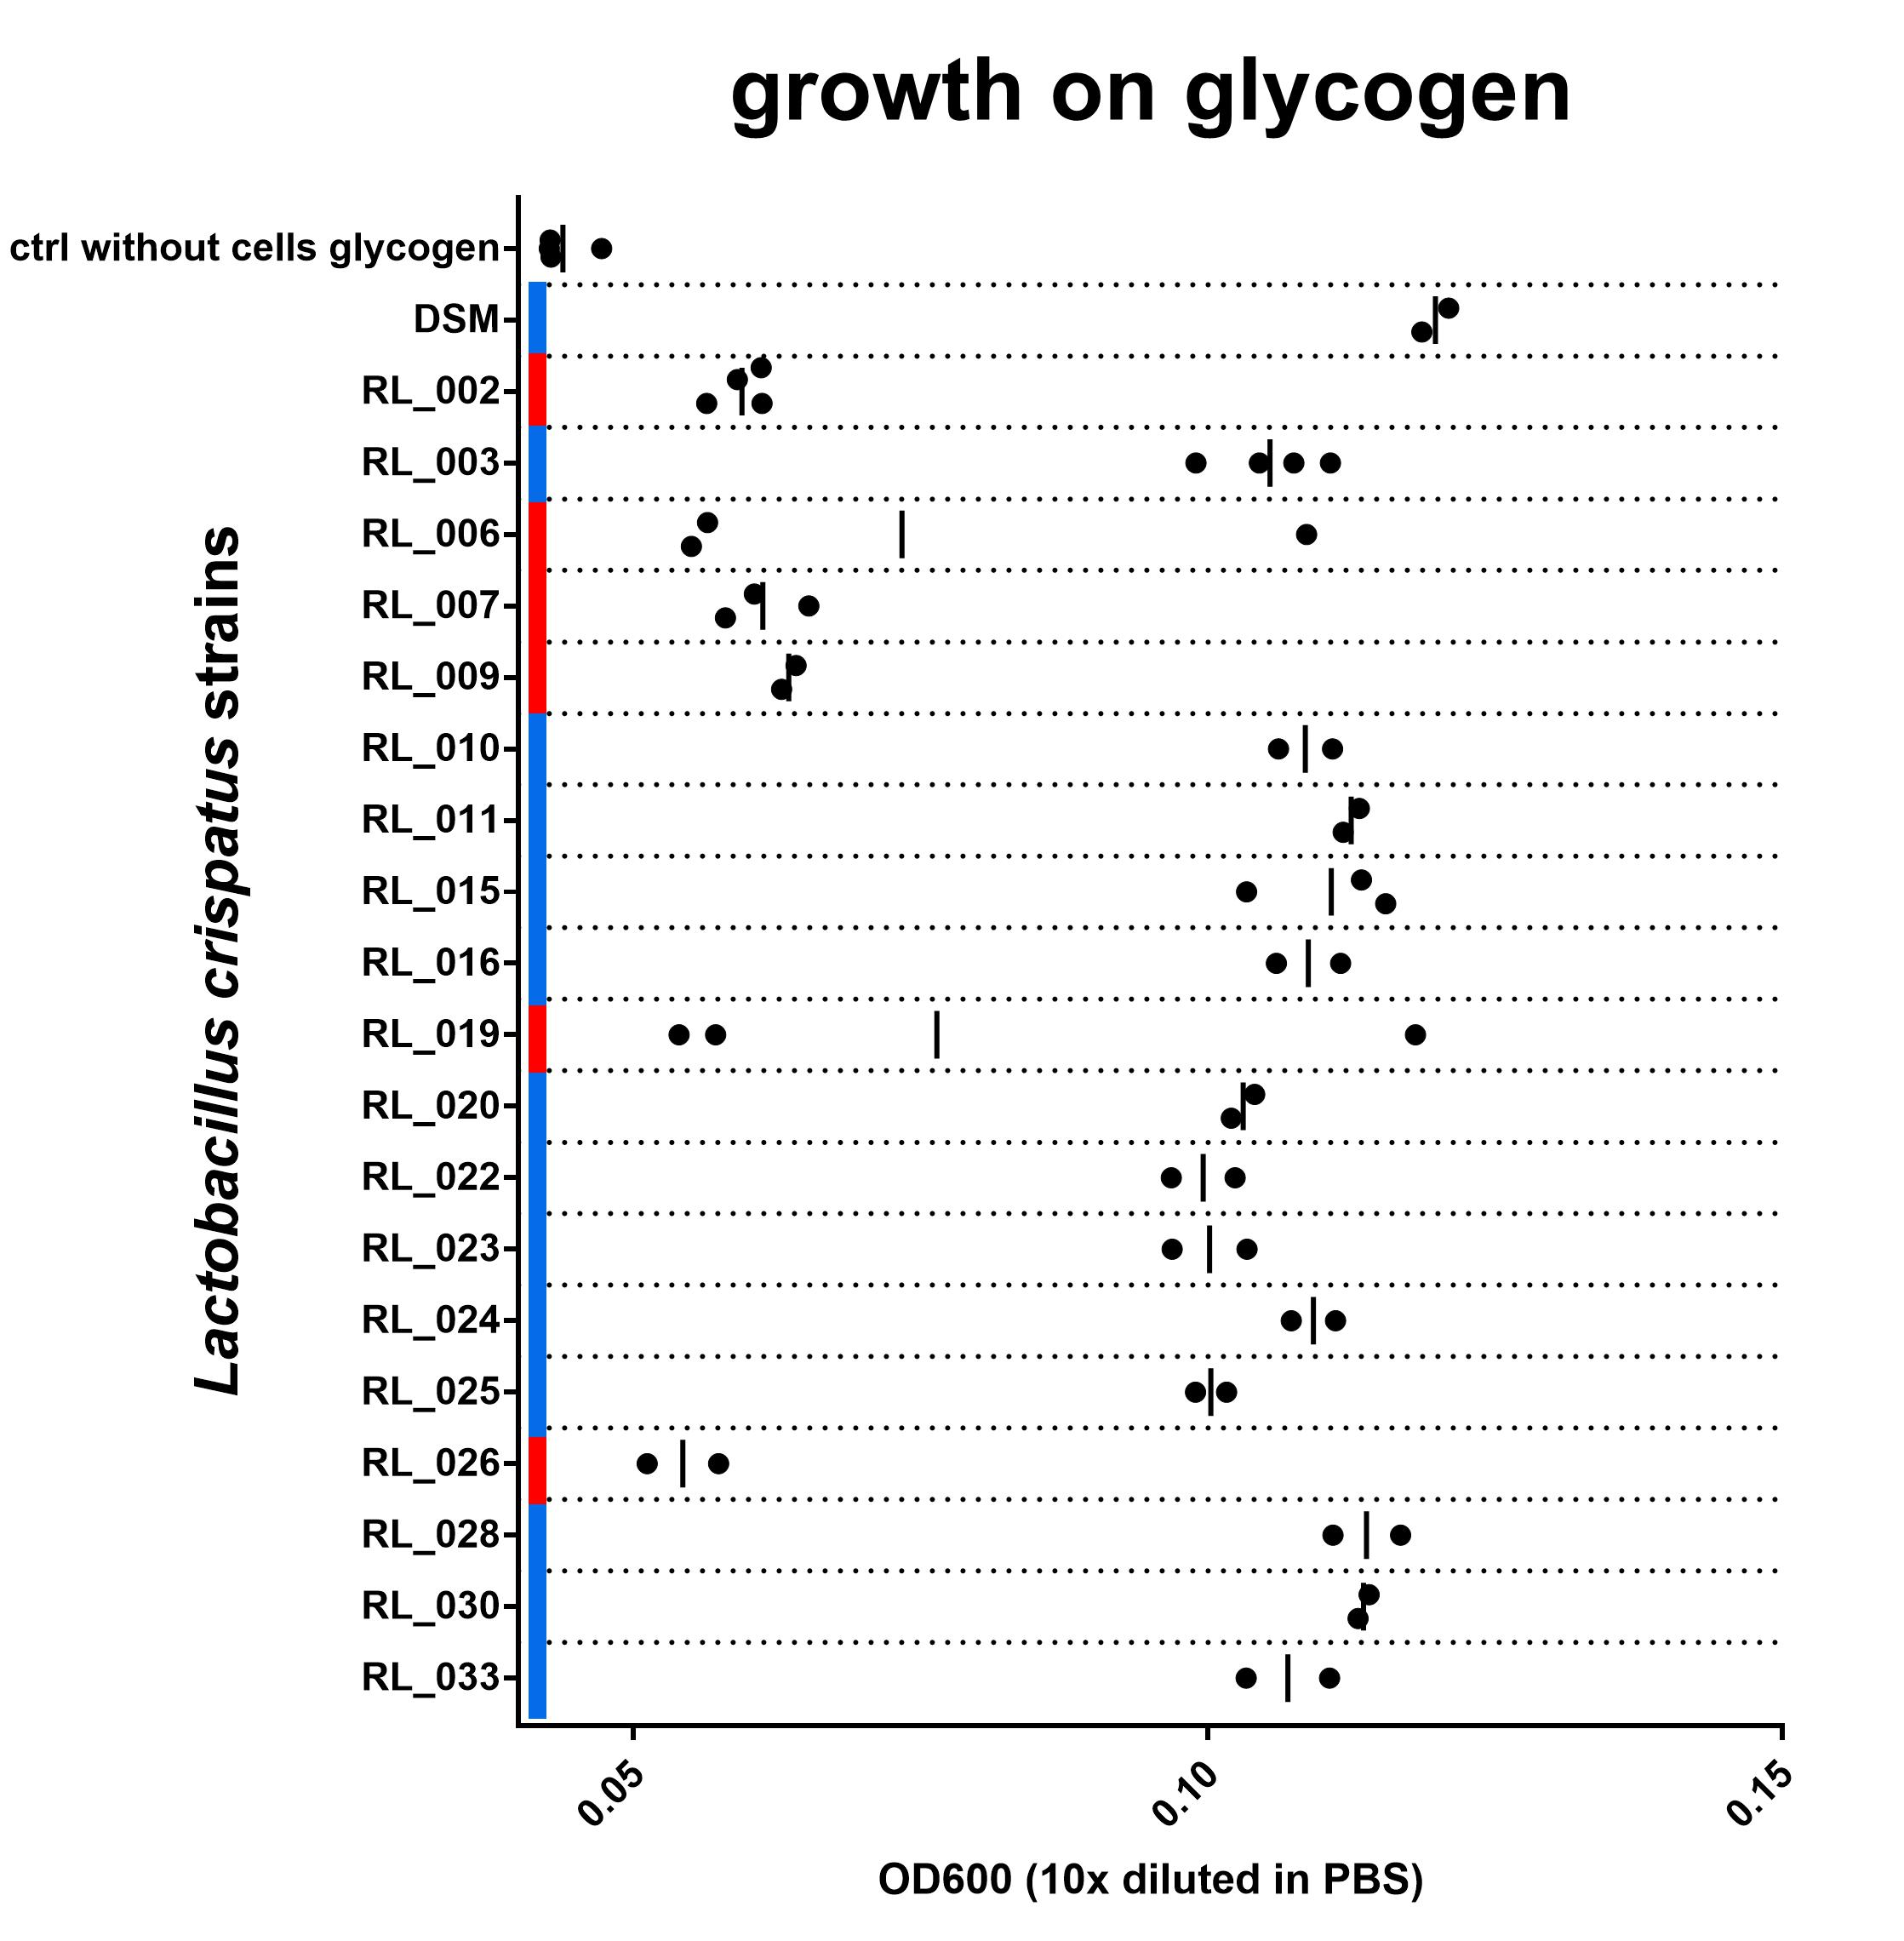 growth on glycogen
ctrl without cells glycogen
DSM
RL_002
RL_003
RL_006
RL_007
RL_009
RL_010
RL_011
RL_015
RL_016
RL_019
RL_020
RL_022
RL_023
RL_024
RL_025
RL_026
RL_028
RL_030
RL_033
Lactobacillus crispatus strains
0.05
0.10
0.15
OD600 (10x diluted in PBS)